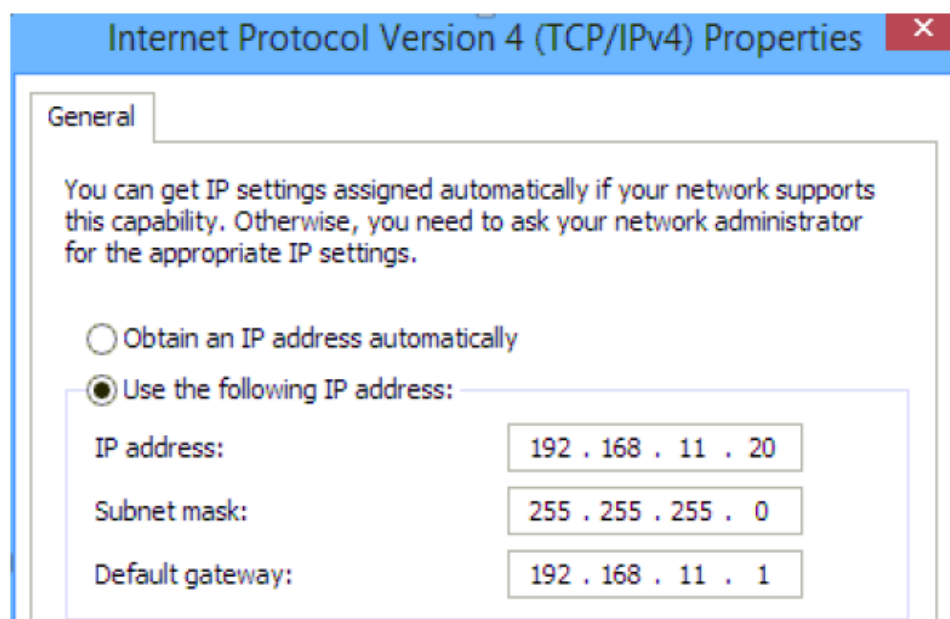 Internet Protocol Version 4 (TCP/IPv4) Properties
General
You can get IP settings assigned automatically if your network supports
this capability. Otherwise, you need to ask your network administrator
for the appropriate IP settings.
Obtain an IP address automatically
Use the following IP address:
IP address: 192 . 168 . 11 . 20
Subnet mask: 255 . 255 . 255 . 0
Default gateway: 192 . 168 . 11 . 1